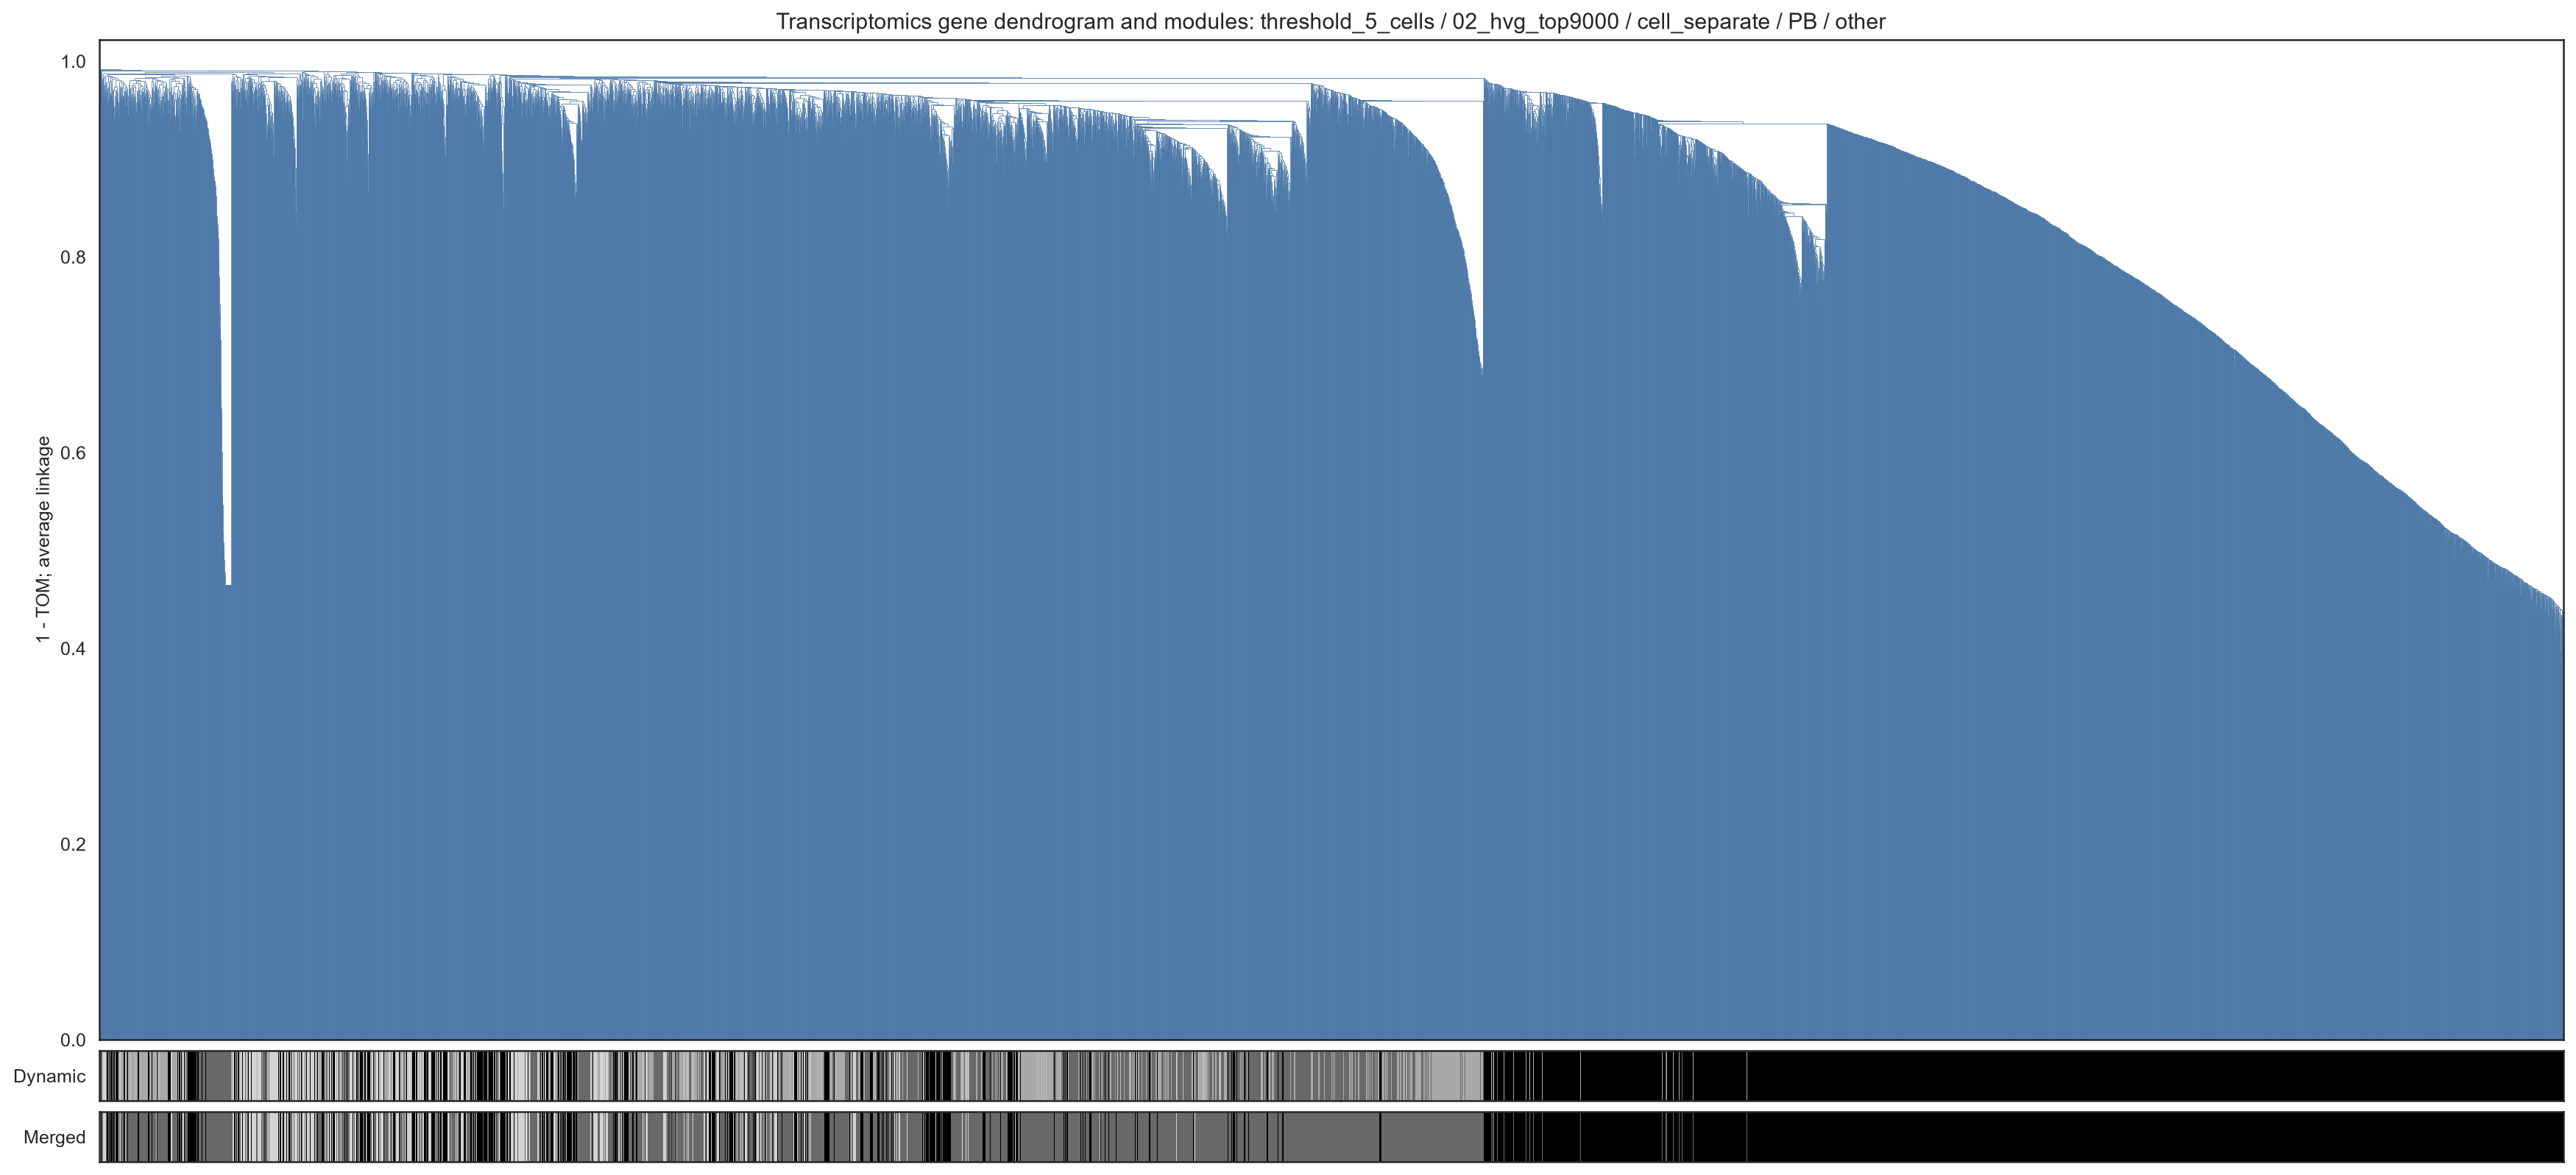 Transcriptomics gene dendrogram and modules: threshold_5_cells / 02_hvg_top9000 / cell_separate / PB / other
1.0
0.8
0.6
0.4
0.2
0.0
1 - TOM; average linkage
Dynamic
Merged